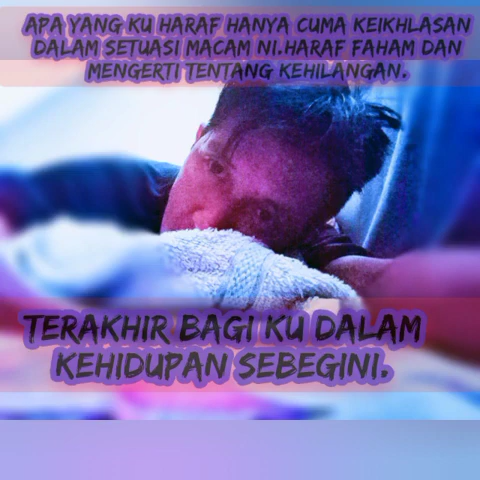 APA YANG KU HARAF HANYA CUMA KEIKHLASAN
DALAM SETUASI MACAM NI.HARAF FAHAM DAN
MENGERTI TENTANG KEHILANGAN.
TERAKHIR BAGI KU DALAM
KEHIDUPAN SEBEGINI.